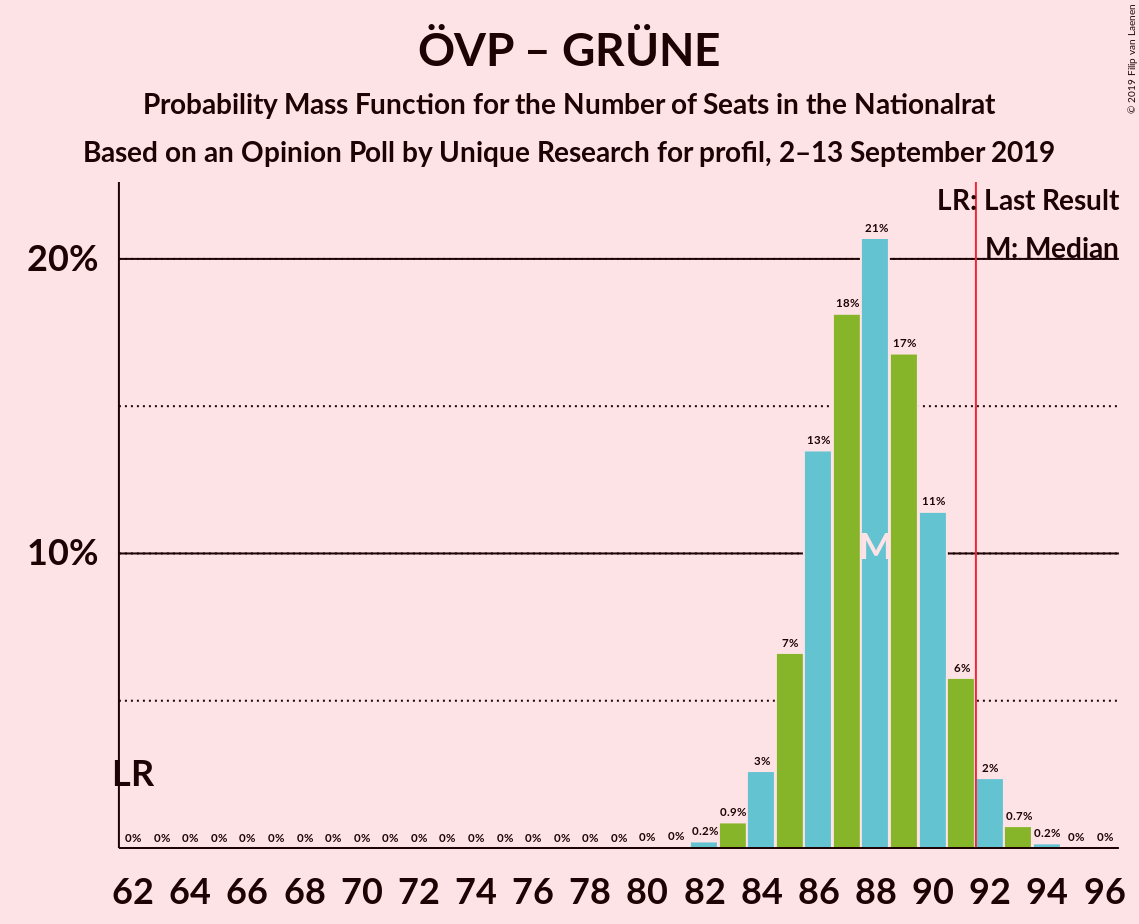 ÖVP – GRÜNE
Probability Mass Function for the Number of Seats in the Nationalrat
Based on an Opinion Poll by Unique Research for profil, 2–13 September 2019
© 2019 Filip van Laenen
LR: Last Result
M: Median
20%
10%
LR
M
0% 0% 0% 0% 0% 0% 0% 0% 0% 0% 0% 0% 0% 0% 0% 0% 0% 0% 0% 0% 0.2% 0.9% 3% 7% 13% 18% 21% 17% 11% 6% 2% 0.7% 0.2% 0% 0%
62 64 66 68 70 72 74 76 78 80 82 84 86 88 90 92 94 96